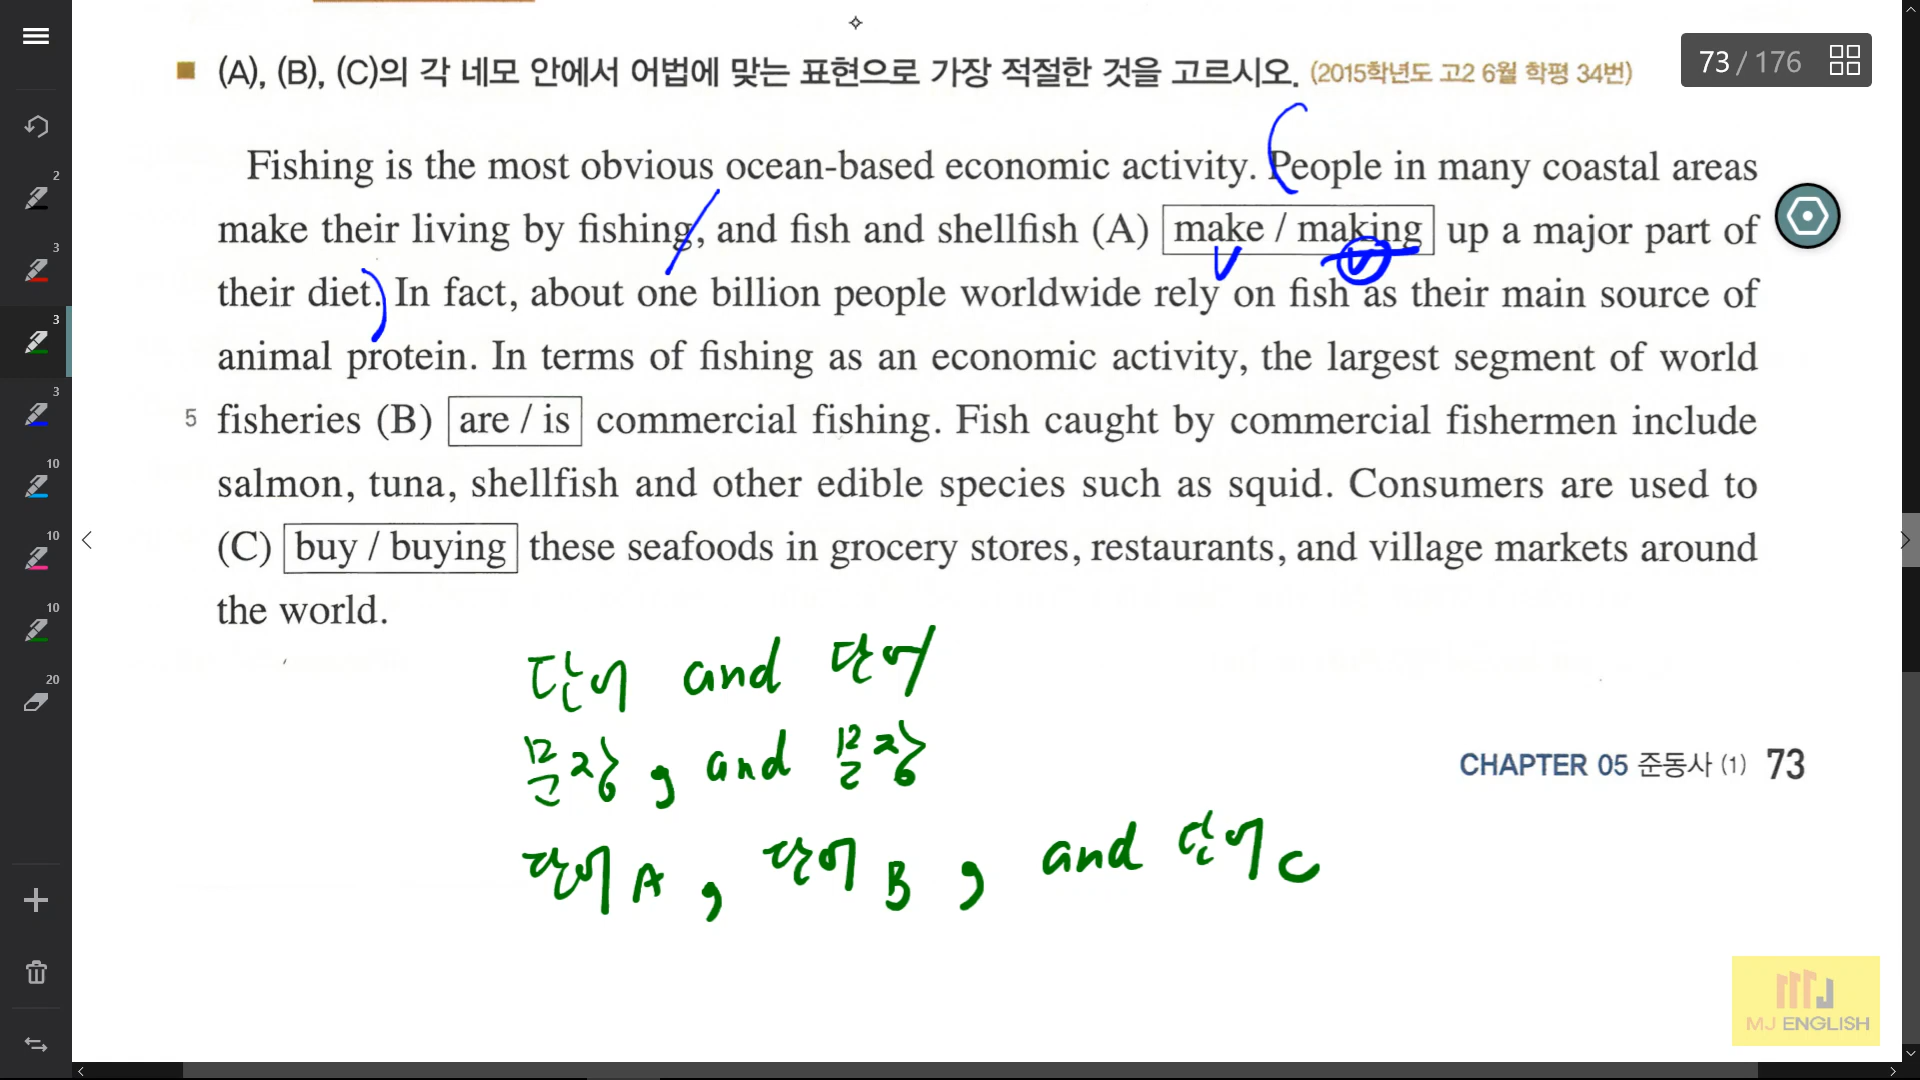 73 / 176
■ (A), (B), (C)의 각 네모 안에서 어법에 맞는 표현으로 가장 적절한 것을 고르시오. (2015학년도 고2 6월 학평 34번)
Fishing is the most obvious ocean-based economic activity. People in many coastal areas
make their living by fishing, and fish and shellfish (A) make / making up a major part of
their diet. In fact, about one billion people worldwide rely on fish as their main source of
animal protein. In terms of fishing as an economic activity, the largest segment of world
5 fisheries (B) are / is commercial fishing. Fish caught by commercial fishermen include
salmon, tuna, shellfish and other edible species such as squid. Consumers are used to
(C) buy / buying these seafoods in grocery stores, restaurants, and village markets around
the world.
단어 and 단어
문장, and 문장
단어 A, 단어 B, and 단어 C
CHAPTER 05 준동사 (1) 73
2
3
3
3
10
10
10
20
MJ ENGLISH